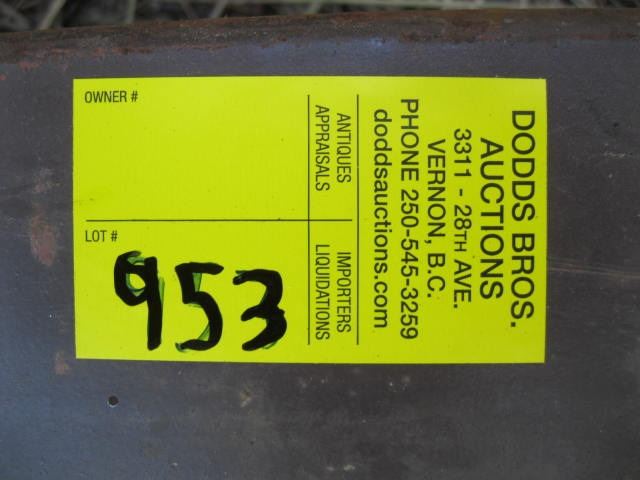 DODDS BROS.
AUCTIONS
3311 - 28TH AVE.
VERNON, B.C.
PHONE 250-545-3259
doddsauctions.com
ANTIQUES
APPRAISALS
IMPORTERS
LIQUIDATIONS
OWNER #
LOT #
953